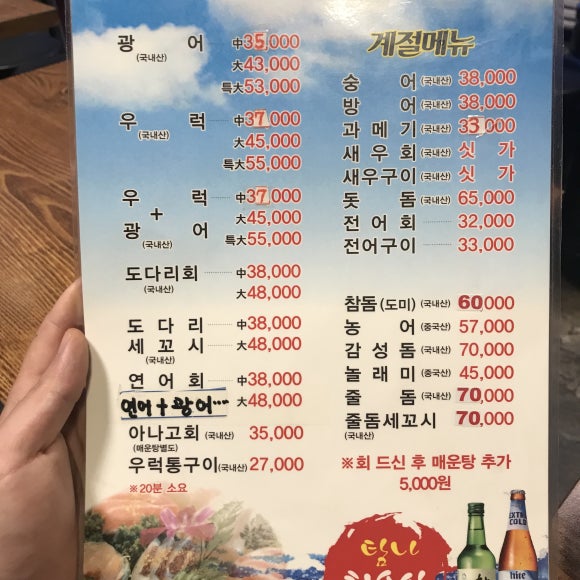 광 어 中35,000
(국내산) 大43,000
특大53,000
우 럭 中37,000
(국내산) 大45,000
특大55,000
우 럭 中37,000
+ 大45,000
광 어 특大55,000
(국내산)
도다리회 中38,000
(국내산) 大48,000
도 다 리 中38,000
세 꼬 시 大48,000
(국내산)
연 어 회 中38,000
연어+광어… 大48,000
아나고회 (국내산) 35,000
(매운탕별도)
우럭통구이(국내산) 27,000
※20분 소요
계절메뉴
숭 어 (국내산) 38,000
방 어 (국내산) 38,000
과 메 기 (국내산) 33,000
새 우 회 (국내산) 싯 가
새우구이 (국내산) 싯 가
돗 돔 (국내산) 65,000
전 어 회 32,000
전어구이 33,000
참돔(도미) (국내산) 60,000
농 어 (중국산) 57,000
감 성 돔 (국내산) 70,000
놀 래 미 (중국산) 45,000
줄 돔 (국내산) 70,000
줄돔세꼬시 70,000
(국내산)
※회 드신 후 매운탕 추가
5,000원
탐나
EXTRA
COLD
hite